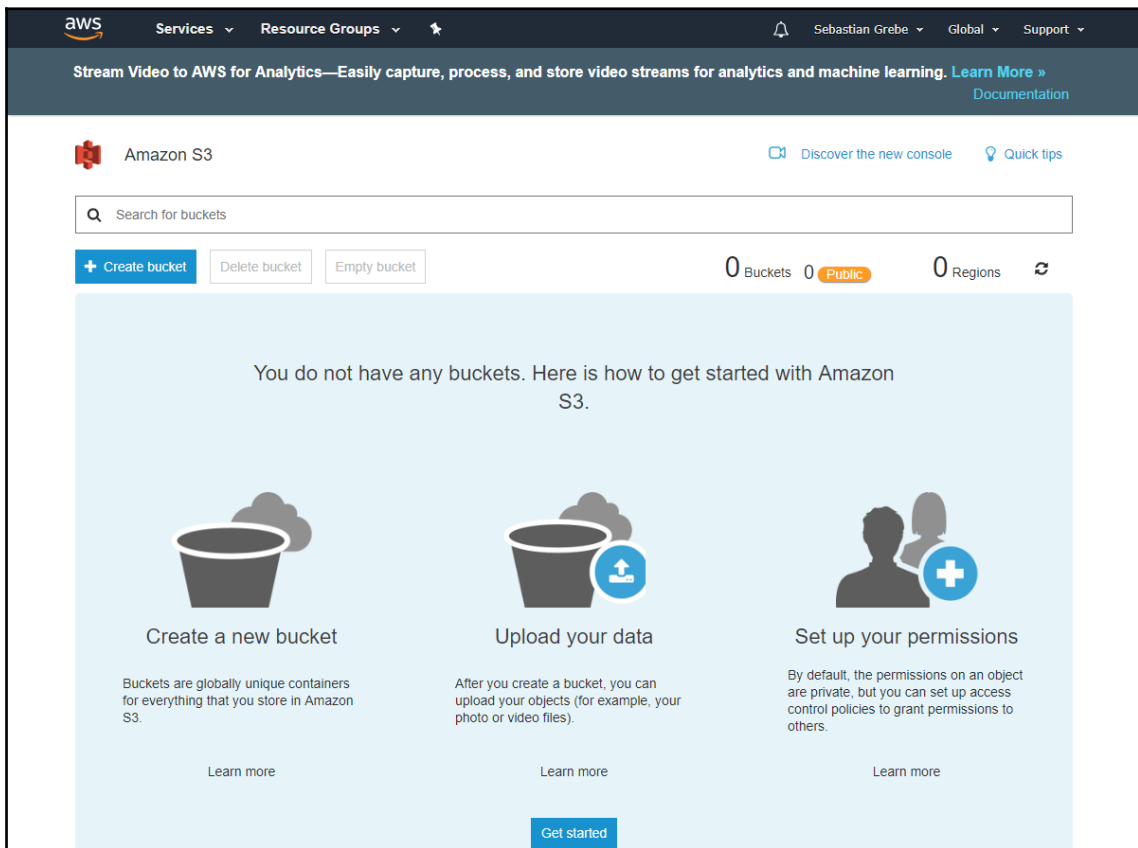 aws Services Resource Groups Sebastian Grebe Global Support
Stream Video to AWS for Analytics—Easily capture, process, and store video streams for analytics and machine learning. Learn More »
Documentation
Amazon S3 Discover the new console Quick tips
Search for buckets
Create bucket Delete bucket Empty bucket 0 Buckets 0 Public 0 Regions
You do not have any buckets. Here is how to get started with Amazon
S3.
Create a new bucket
Buckets are globally unique containers
for everything that you store in Amazon
S3.
Learn more
Upload your data
After you create a bucket, you can
upload your objects (for example, your
photo or video files).
Learn more
Set up your permissions
By default, the permissions on an object
are private, but you can set up access
control policies to grant permissions to
others.
Learn more
Get started